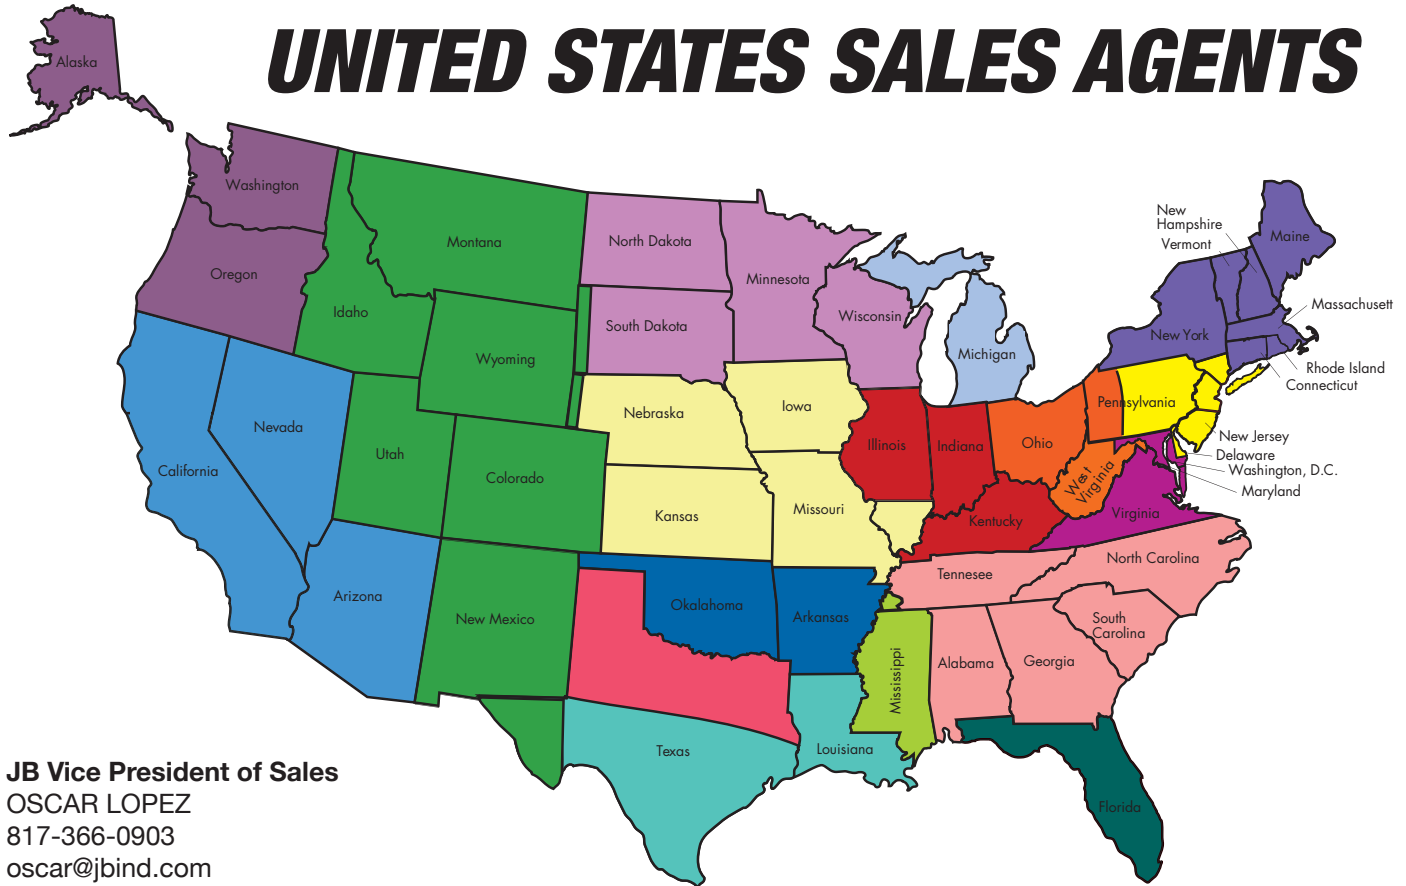 UNITED STATES SALES AGENTS
Alaska
Washington
Oregon
Montana
Idaho
Wyoming
North Dakota
South Dakota
Minnesota
Wisconsin
Michigan
New
Hampshire
Vermont
Maine
New York
Massachusett
Rhode Island
Connecticut
Pennsylvania
New Jersey
Delaware
Washington, D.C.
Maryland
California
Nevada
Utah
Colorado
Nebraska
Iowa
Kansas
Missouri
Illinois
Indiana
Ohio
West
Virginia
Virginia
Kentucky
Arizona
New Mexico
Okalahoma
Arkansas
Tennesee
North Carolina
South
Carolina
Mississippi
Alabama
Georgia
Texas
Louisiana
Florida
JB Vice President of Sales
OSCAR LOPEZ
817-366-0903
oscar@jbind.com